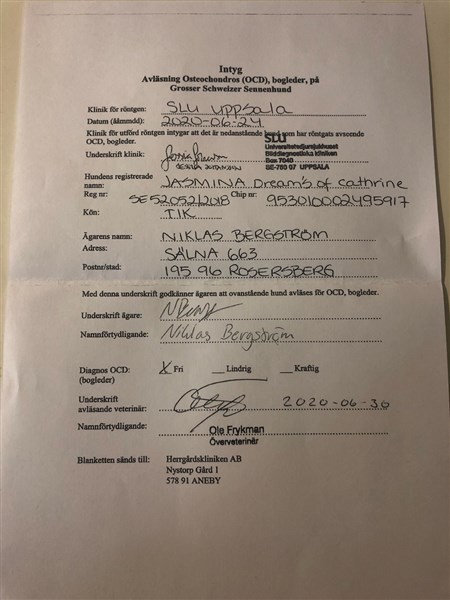 Intyg
Avläsning Osteochondros (OCD), bogleder, på
Grosser Schweizer Sennenhund
Klinik för röntgen: SLU Uppsala
Datum (ååmmdd): 2020-06-24
Klinik för utförd röntgen intygar att det är nedanstående hund som har röntgats avseende
OCD, bogleder.
SLU
Universitetsdjursjukhuset
Bilddiagnostiska kliniken
Box 7040
SE-750 07 UPPSALA
Underskrift klinik:
Hundens registrerade
namn: JASMINA Dream's of Cathrine
Reg nr: SE52052/2018 Chip nr: 953010002495917
Kön: TIK
Ägarens namn: NIKLAS BERGSTRÖM
Adress: SÄLNA 663
Postnr/stad: 195 96 ROSERSBERG
Med denna underskrift godkänner ägaren att ovanstående hund avläses för OCD, bogleder.
Underskrift ägare:
Namnförtydligande: Niklas Bergström
Diagnos OCD: X Fri Lindrig Kraftig
(bogleder)
Underskrift
avläsande veterinär: 2020-06-30
Namnförtydligande: Ole Frykman
Överveterinär
Blanketten sänds till: Herrgårdskliniken AB
Nystorp Gård 1
578 91 ANEBY